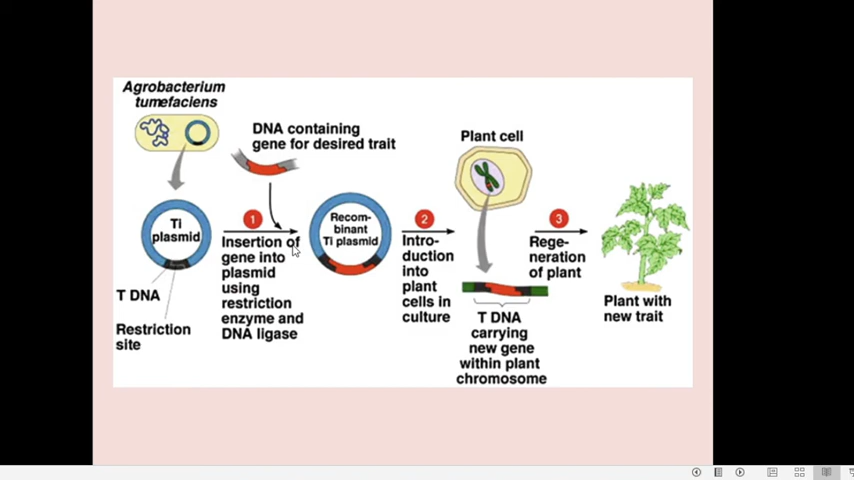 Agrobacterium
tumefaciens
DNA containing
gene for desired trait
Plant cell
Ti
plasmid
1
Recom-
binant
Ti plasmid
2
3
Insertion of
gene into
plasmid
using
restriction
enzyme and
DNA ligase
Intro-
duction
into
plant
cells in
culture
Rege-
neration
of plant
T DNA
Restriction
site
T DNA
carrying
new gene
within plant
chromosome
Plant with
new trait